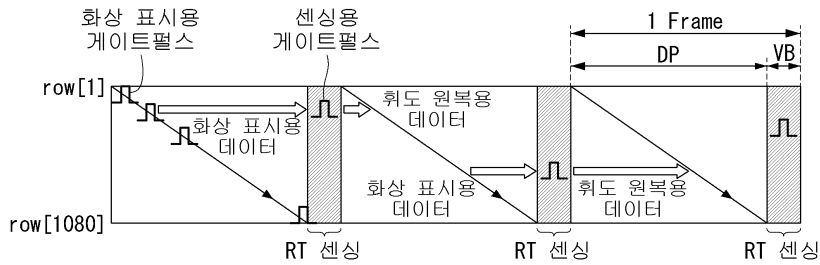 화상 표시용
게이트펄스
센싱용
게이트펄스
1 Frame
DP
VB
row[1]
화상 표시용
데이터
휘도 원복용
데이터
화상 표시용
데이터
휘도 원복용
데이터
row[1080]
RT 센싱
RT 센싱
RT 센싱